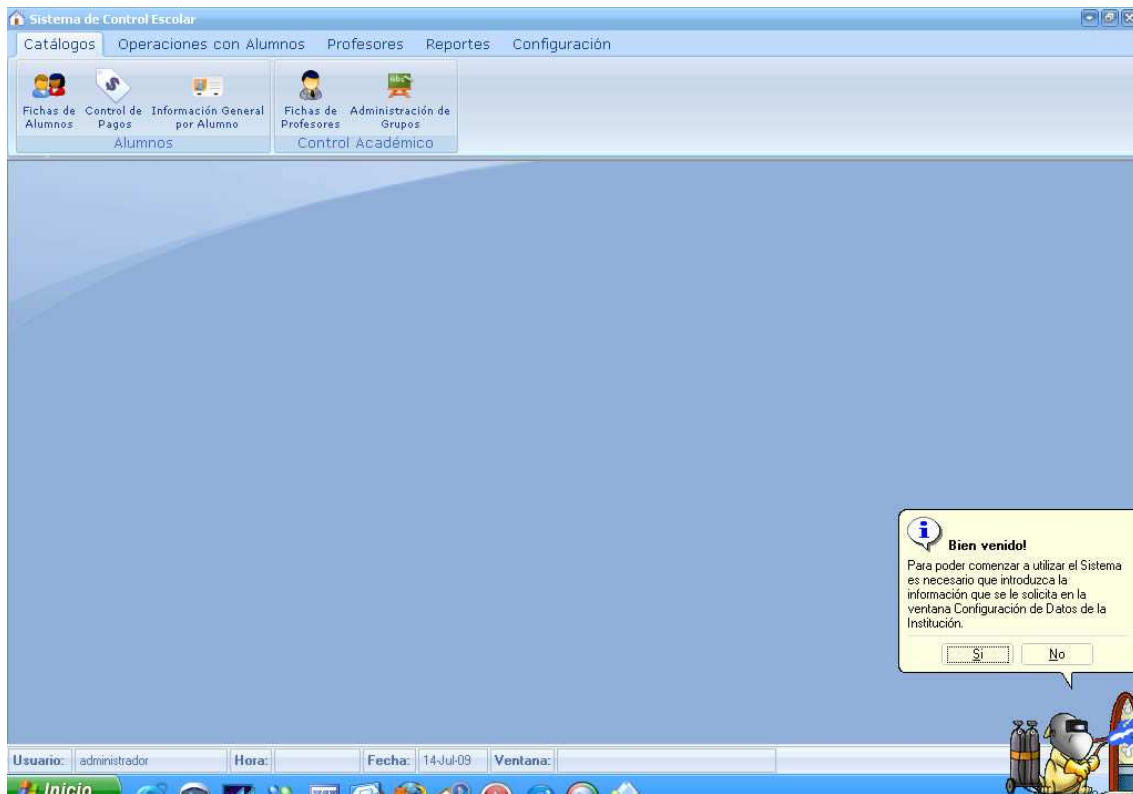 Sistema de Control Escolar
Catálogos Operaciones con Alumnos Profesores Reportes Configuración
Fichas de Alumnos
Control de Pagos
Información General por Alumno
Alumnos
Fichas de Profesores
Administración de Grupos
Control Académico
Bien venido!
Para poder comenzar a utilizar el Sistema
es necesario que introduzca la
información que se le solicita en la
ventana Configuración de Datos de la
Institución.
Si No
Usuario: administrador Hora: Fecha: 14-Jul-09 Ventana:
Inicio